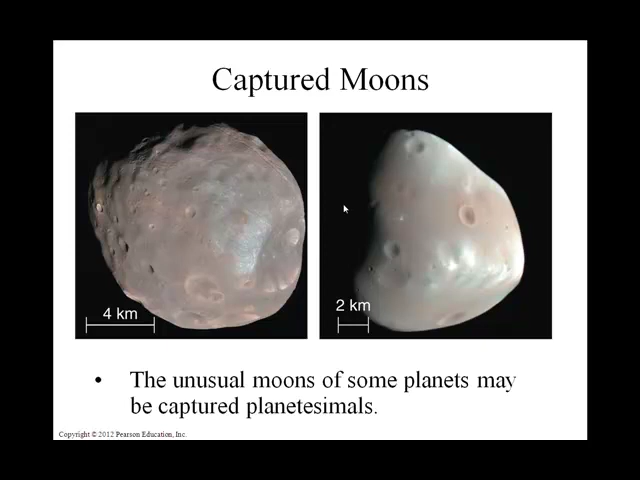 Captured Moons
4 km
2 km
• The unusual moons of some planets may
be captured planetesimals.
Copyright © 2012 Pearson Education, Inc.